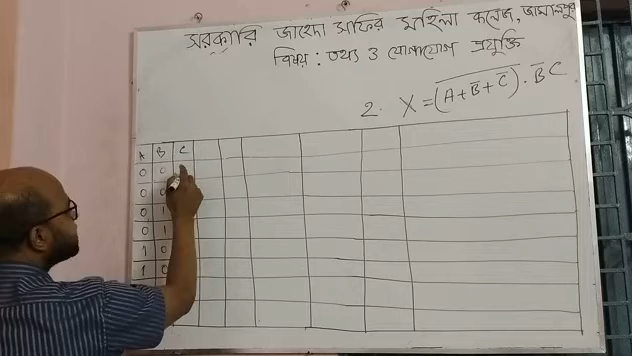 সরকারি জাহেদা সফির মহিলা কলেজ, জামালপুর
বিষয় : তথ্য ও যোগাযোগ প্রযুক্তি
2. X = \overline{(A+B̅+C̅)}.B̅C
A B C
0 0
0 0
0 1
0 1
1 0
1 0